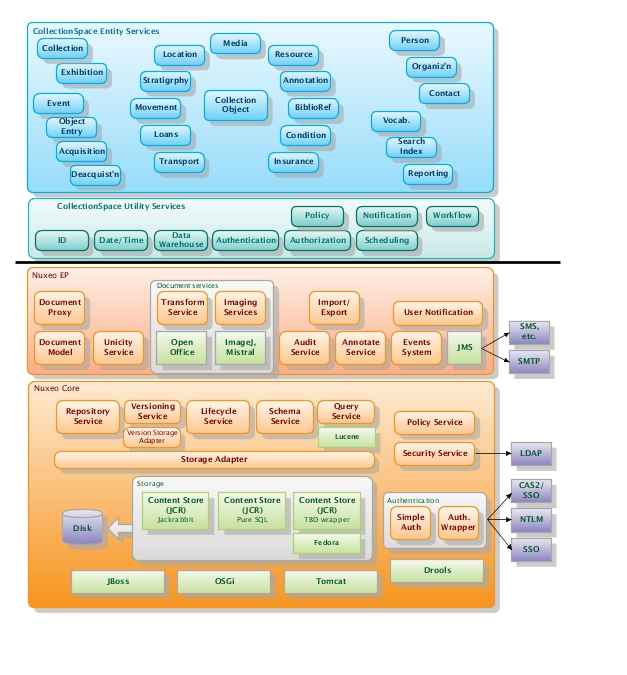 CollectionSpace Entity Services
Collection
Exhibition
Event
Object
Entry
Acquisition
Deacquist'n
Location
Stratigrphy
Movement
Loans
Transport
Media
Collection
Object
Resource
Annotation
BiblioRef
Condition
Insurance
Person
Organiz'n
Contact
Vocab.
Search
Index
Reporting
CollectionSpace Utility Services
Policy
Notification
Workflow
ID
Date/Time
Data
Warehouse
Authentication
Authorization
Scheduling
Nuxeo EP
Document
Proxy
Document
Model
Unicity
Service
Document services
Transform
Service
Imaging
Services
Open
Office
ImageJ,
Mistral
Import/
Export
Audit
Service
Annotate
Service
User Notification
Events
System
JMS
SMS,
etc.
SMTP
Nuxeo Core
Repository
Service
Versioning
Service
Version Storage
Adapter
Lifecycle
Service
Schema
Service
Query
Service
Lucene
Storage Adapter
Policy Service
Security Service
LDAP
Storage
Content Store
(JCR)
Jackrabbit
Content Store
(JCR)
Pure SQL
Content Store
(JCR)
TBD wrapper
Fedora
Disk
Authentication
Simple
Auth
Auth.
Wrapper
CAS2/
SSO
NTLM
SSO
JBoss
OSGi
Tomcat
Drools